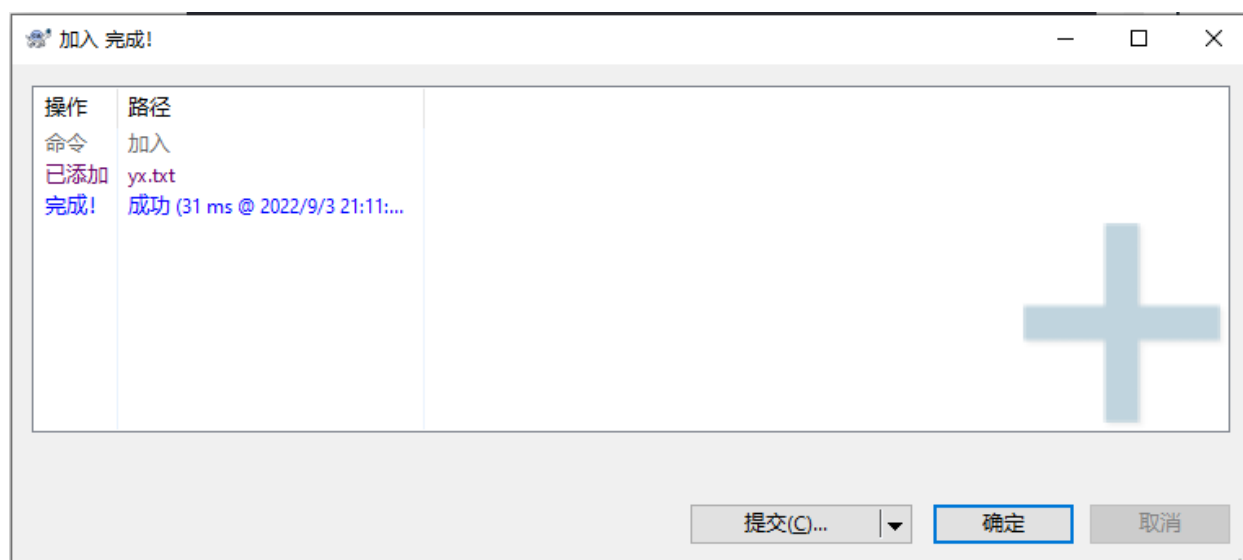 加入 完成!
操作 路径
命令 加入
已添加 yx.txt
完成! 成功 (31 ms @ 2022/9/3 21:11:...
提交(C)... 确定 取消